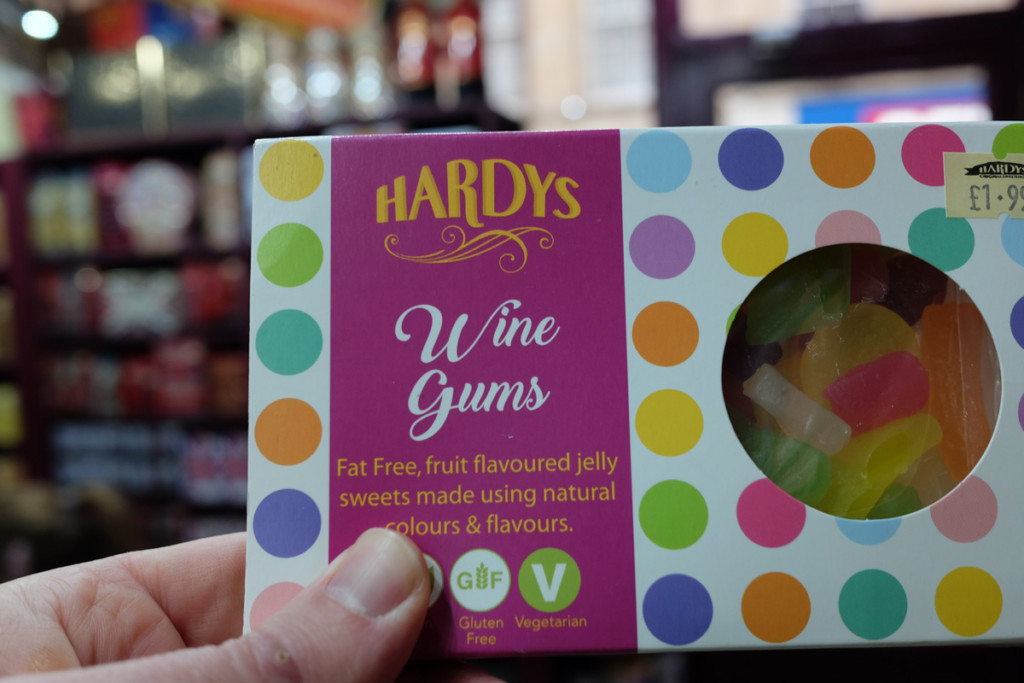 HARDYS
Wine
Gums
Fat Free, fruit flavoured jelly
sweets made using natural
colours & flavours.
GF
V
Gluten
Free
Vegetarian
HARDYS
£1.99